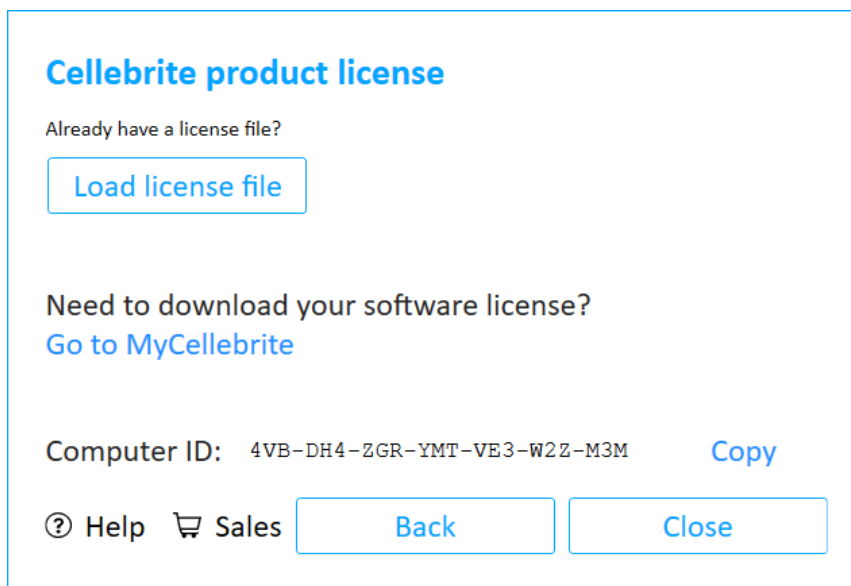 Cellebrite product license
Already have a license file?
Load license file
Need to download your software license?
Go to MyCellebrite
Computer ID: 4VB-DH4-ZGR-YMT-VE3-W2Z-M3M Copy
? Help Sales Back Close